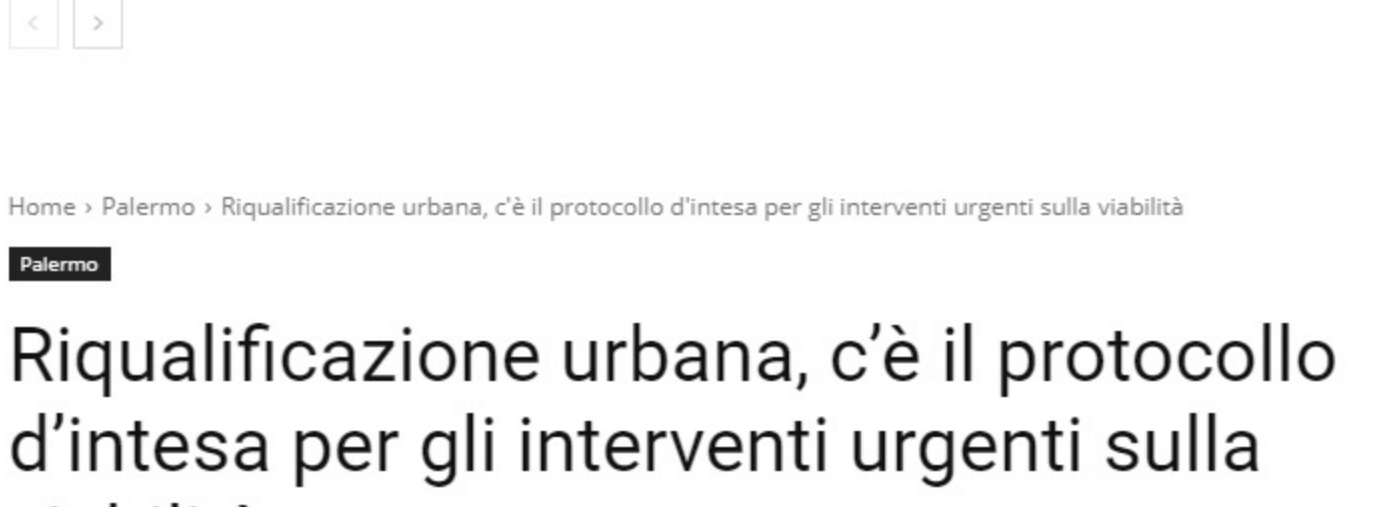 Home › Palermo › Riqualificazione urbana, c'è il protocollo d'intesa per gli interventi urgenti sulla viabilità
Palermo
Riqualificazione urbana, c’è il protocollo
d’intesa per gli interventi urgenti sulla